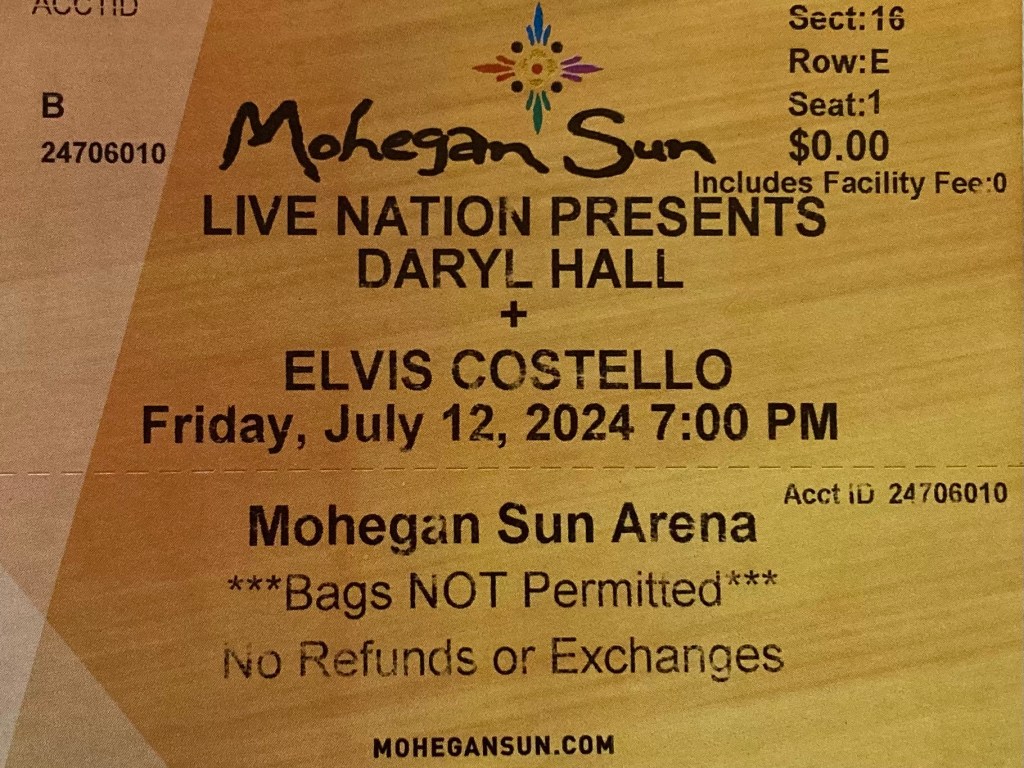 ACCTID
B
24706010
Sect:16
Row:E
Seat:1
$0.00
Includes Facility Fee:0
Mohegan Sun
LIVE NATION PRESENTS
DARYL HALL
+
ELVIS COSTELLO
Friday, July 12, 2024 7:00 PM
Acct ID 24706010
Mohegan Sun Arena
***Bags NOT Permitted***
No Refunds or Exchanges
MOHEGANSUN.COM